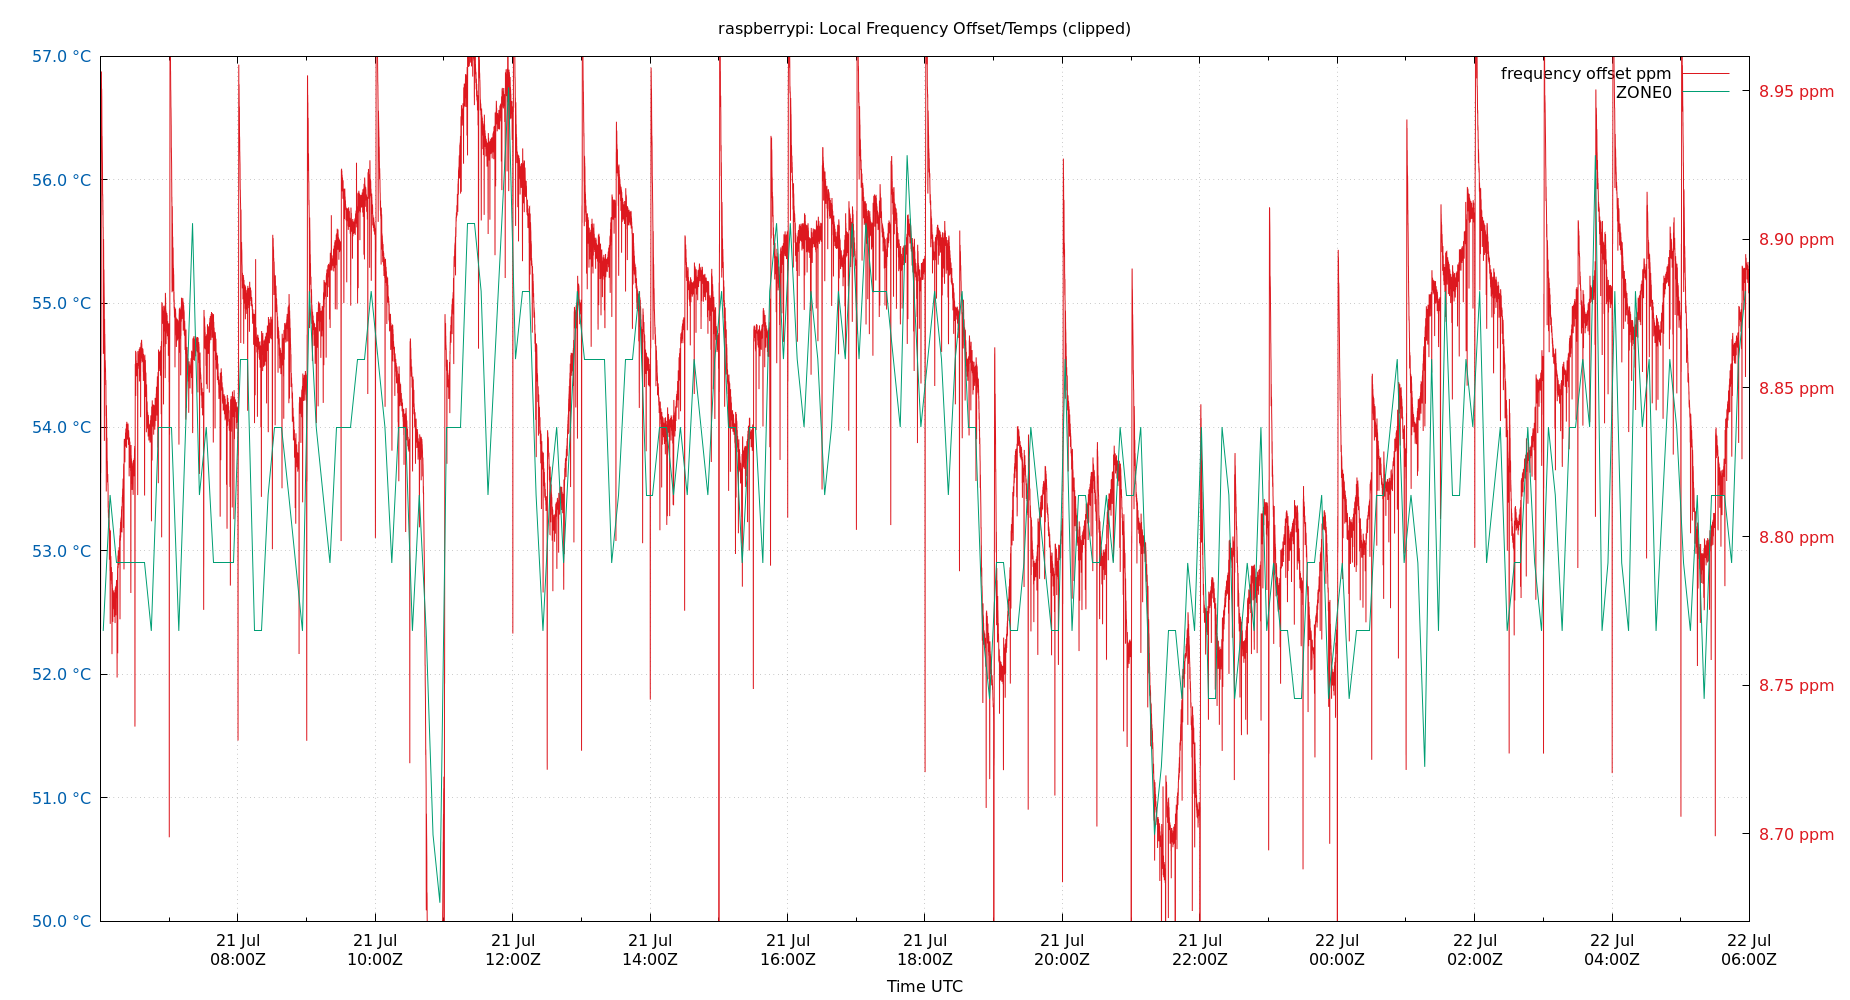 raspberrypi: Local Frequency Offset/Temps (clipped)
57.0 °C
56.0 °C
55.0 °C
54.0 °C
53.0 °C
52.0 °C
51.0 °C
50.0 °C
frequency offset ppm
ZONE0
8.95 ppm
8.90 ppm
8.85 ppm
8.80 ppm
8.75 ppm
8.70 ppm
21 Jul
08:00Z
21 Jul
10:00Z
21 Jul
12:00Z
21 Jul
14:00Z
21 Jul
16:00Z
21 Jul
18:00Z
21 Jul
20:00Z
21 Jul
22:00Z
22 Jul
00:00Z
22 Jul
02:00Z
22 Jul
04:00Z
22 Jul
06:00Z
Time UTC